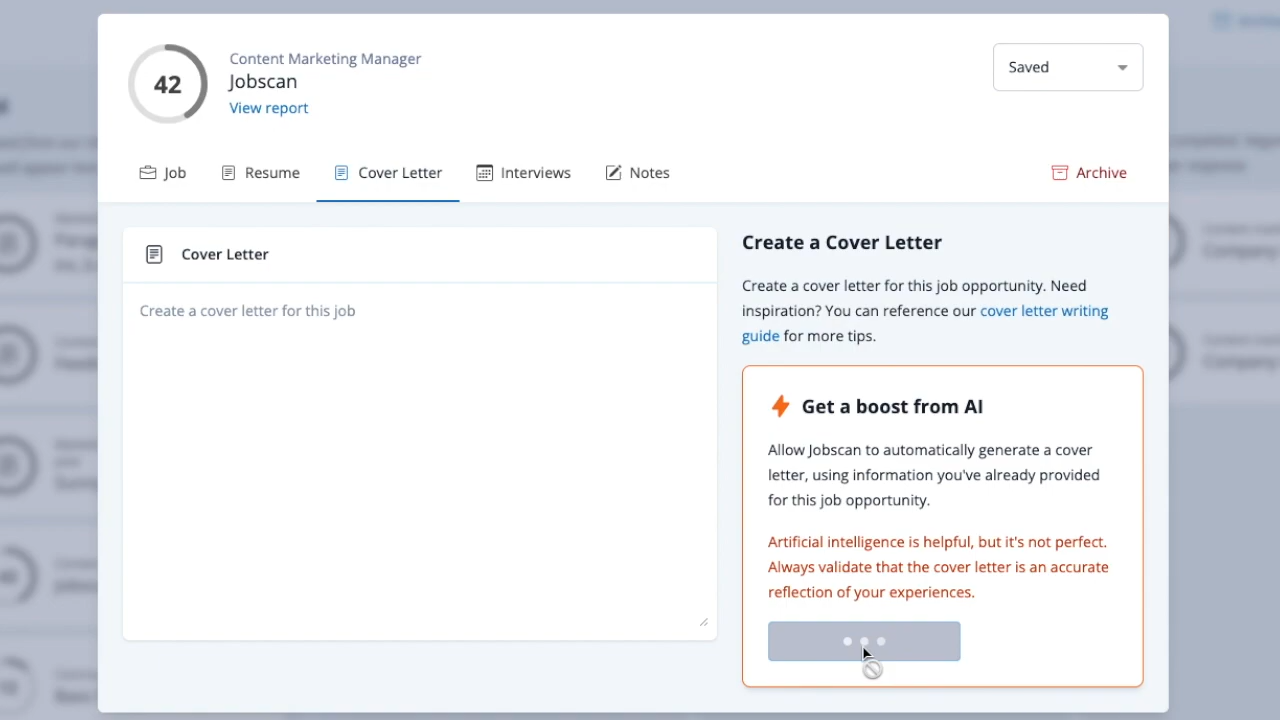 42
Content Marketing Manager
Jobscan
View report
Saved
Job
Resume
Cover Letter
Interviews
Notes
Archive
Cover Letter
Create a cover letter for this job
Create a Cover Letter
Create a cover letter for this job opportunity. Need
inspiration? You can reference our cover letter writing
guide for more tips.
Get a boost from AI
Allow Jobscan to automatically generate a cover
letter, using information you've already provided
for this job opportunity.
Artificial intelligence is helpful, but it's not perfect.
Always validate that the cover letter is an accurate
reflection of your experiences.